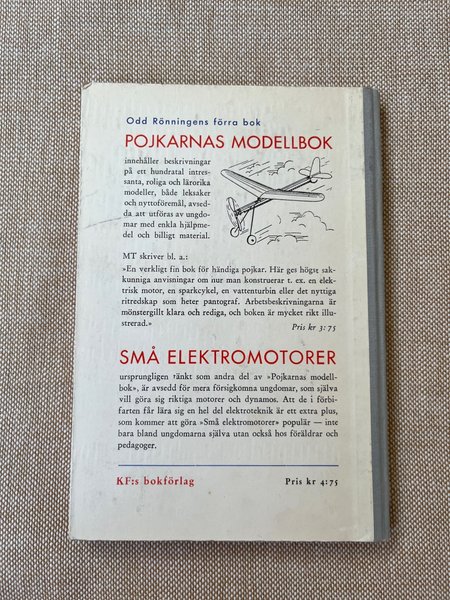 Odd Rönningens förra bok
POJKARNAS MODELLBOK
innehåller beskrivningar
på ett hundratal intres-
santa, roliga och lärorika
modeller, både leksaker
och nyttoföremål, avsed-
da att utföras av ungdo-
mar med enkla hjälpme-
del och billigt material.
MT skriver bl. a.:
»En verkligt fin bok för händiga pojkar. Här ges högst sak-
kunniga anvisningar om nur man konstruerar t. ex. en elek-
trisk motor, en sparkcykel, en vattenturbin eller det nyttiga
ritredskap som heter pantograf. Arbetsbeskrivningarna är
mönstergillt klara och rediga, och boken är mycket rikt illu-
strerad.»
Pris kr 3:75
SMÅ ELEKTROMOTORER
ursprungligen tänkt som andra del av »Pojkarnas modell-
bok», är avsedd för mera försigkomna ungdomar, som själva
vill göra sig riktiga motorer och dynamos. Att de i förbi-
farten får lära sig en hel del elektroteknik är ett extra plus,
som kommer att göra »Små elektromotorer» populär — inte
bara bland ungdomarna själva utan också hos föräldrar och
pedagoger.
KF:s bokförlag
Pris kr 4:75